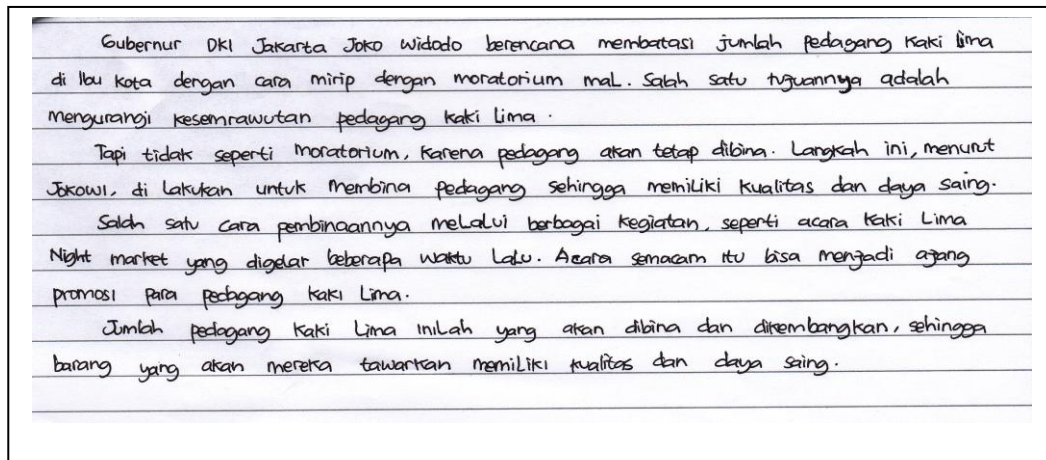 Gubernur DKI Jakarta Joko Widodo berencana membatasi jumlah pedagang kaki lima
di Ibu kota dengan cara mirip dengan moratorium mal. Salah satu tujuannya adalah
mengurangi kesemrawutan pedagang kaki Lima.
Tapi tidak seperti moratorium, karena pedagang akan tetap dibina. Langkah ini, menurut
Jokowi, di lakukan untuk membina pedagang sehingga memiliki kualitas dan daya saing.
Salah satu cara pembinaannya melalui berbagai kegiatan, seperti acara kaki Lima
Night market yang digelar beberapa waktu Lalu. Acara semacam itu bisa menjadi ajang
promosi para pedagang kaki Lima.
Jumlah pedagang kaki Lima inilah yang akan dibina dan dikembangkan, sehingga
barang yang akan mereka tawarkan memiliki kualitas dan daya saing.